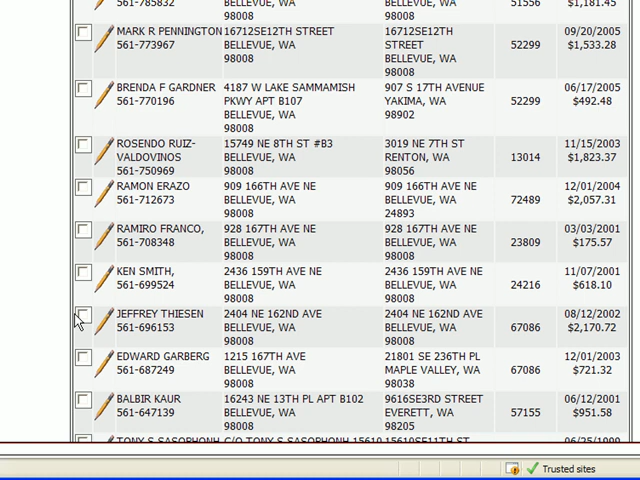 561-785832 BELLEVUE, WA 51556 $1,181.45
98008
MARK R PENNINGTON 16712SE12TH STREET 16712SE12TH 09/20/2005
561-773967 BELLEVUE, WA STREET 52299 $1,533.28
98008 BELLEVUE, WA
98008
BRENDA F GARDNER 4187 W LAKE SAMMAMISH 907 S 17TH AVENUE 06/17/2005
561-770196 PKWY APT B107 YAKIMA, WA 52299 $492.48
BELLEVUE, WA 98902
98008
ROSENDO RUIZ- 15749 NE 8TH ST #B3 3019 NE 7TH ST 11/15/2003
VALDOVINOS BELLEVUE, WA RENTON, WA 13014 $1,823.37
561-750969 98008 98056
RAMON ERAZO 909 166TH AVE NE 909 166TH AVE NE 12/01/2004
561-712673 BELLEVUE, WA BELLEVUE, WA 72489 $2,057.31
98008 24893
RAMIRO FRANCO, 928 167TH AVE NE 928 167TH AVE NE 03/03/2001
561-708348 BELLEVUE, WA BELLEVUE, WA 23809 $175.57
98008 98008
KEN SMITH, 2436 159TH AVE NE 2436 159TH AVE NE 11/07/2001
561-699524 BELLEVUE, WA BELLEVUE, WA 24216 $618.10
98008 98008
JEFFREY THIESEN 2404 NE 162ND AVE 2404 NE 162ND AVE 08/12/2002
561-696153 BELLEVUE, WA BELLEVUE, WA 67086 $2,170.72
98008 98008
EDWARD GARBERG 1215 167TH AVE 21801 SE 236TH PL 12/01/2003
561-687249 BELLEVUE, WA MAPLE VALLEY, WA 67086 $721.32
98008 98038
BALBIR KAUR 16243 NE 13TH PL APT B102 9616SE3RD STREET 06/12/2001
561-647139 BELLEVUE, WA EVERETT, WA 57155 $951.58
98008 98205
TONY S SASOPHONH C/O TONY S SASOPHONH 15610 15610SE11TH ST 06/25/1999
Trusted sites